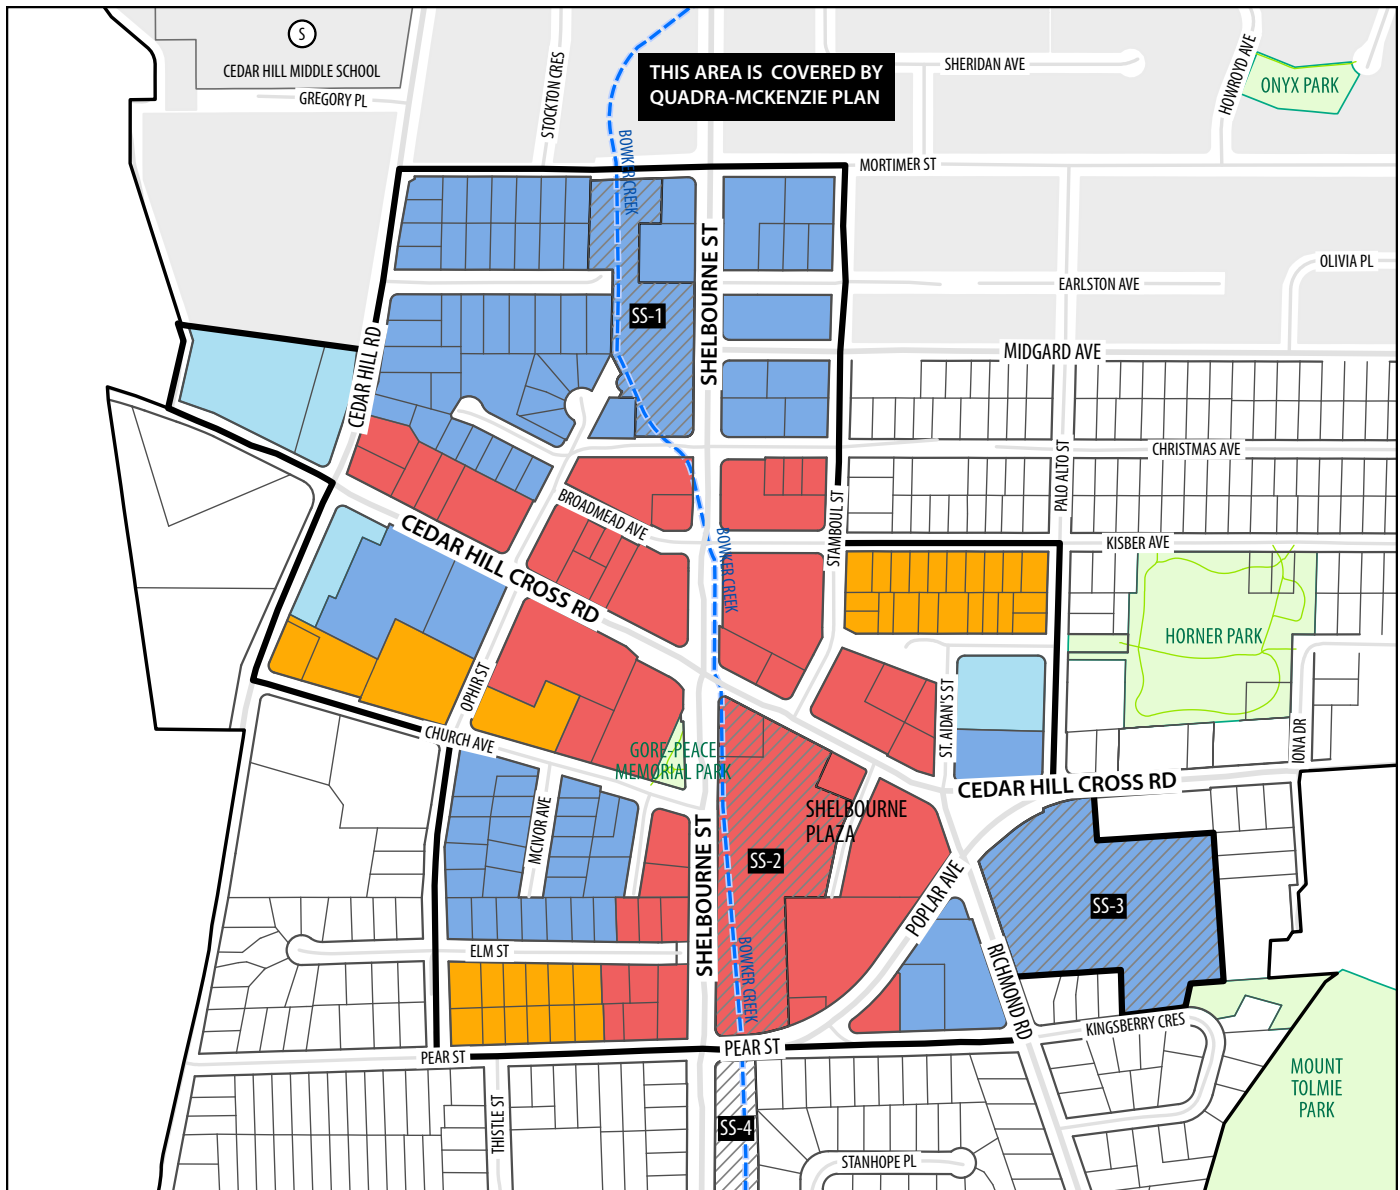 S
CEDAR HILL MIDDLE SCHOOL
GREGORY PL
STOCKTON CRES
THIS AREA IS COVERED BY
QUADRA-MCKENZIE PLAN
SHERIDAN AVE
HOWROYD AVE
ONYX PARK
BOWKER CREEK
MORTIMER ST
SHELBOURNE ST
OLIVIA PL
EARLSTON AVE
SS-1
CEDAR HILL RD
MIDGARD AVE
CHRISTMAS AVE
PALO ALTO ST
STAMBOUL ST
BROADMEAD AVE
CEDAR HILL CROSS RD
BOWKER CREEK
KISBER AVE
HORNER PARK
OPHIR ST
ST. AIDAN'S ST
IONA DR
CHURCH AVE
GORE-PEACE
MEMORIAL PARK
CEDAR HILL CROSS RD
SHELBOURNE
PLAZA
MCIVOR AVE
SHELBOURNE ST
SS-2
POPLAR AVE
SS-3
ELM ST
BOWKER CREEK
RICHMOND RD
KINGSBERRY CRES
PEAR ST
PEAR ST
MOUNT
TOLMIE
PARK
THISTLE ST
SS-4
STANHOPE PL